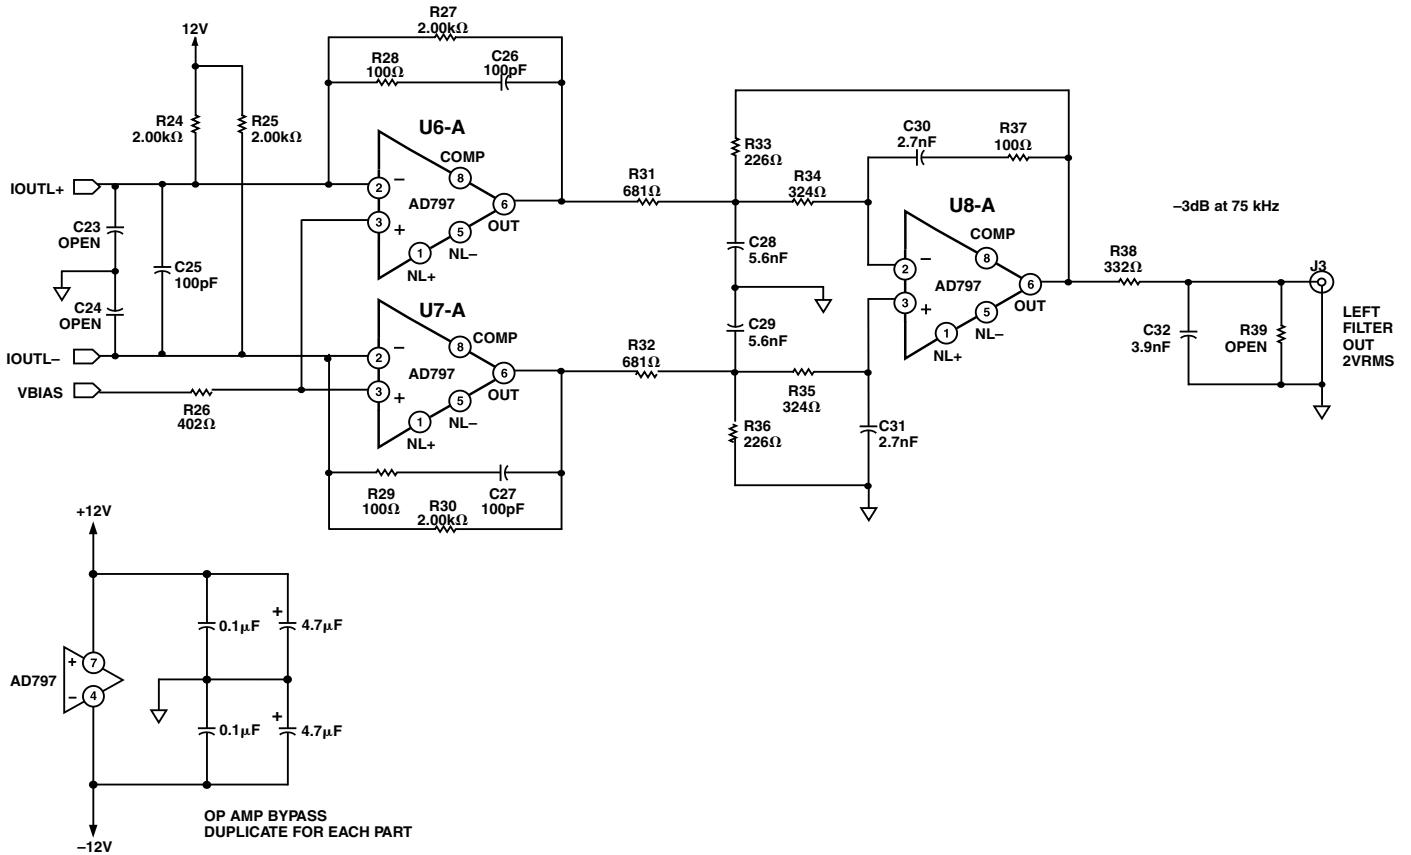 R27
2.00kΩ
12V
R28
100Ω
C26
100pF
R24
2.00kΩ
R25
2.00kΩ
U6-A
COMP
8
IOUTL+
2
−
AD797
6
OUT
3
+
5
NL−
1
NL+
C23
OPEN
C25
100pF
C24
OPEN
R31
681Ω
R33
226Ω
R34
324Ω
C30
2.7nF
R37
100Ω
U8-A
COMP
8
−3dB at 75 kHz
C28
5.6nF
2
−
AD797
6
OUT
3
+
5
NL−
1
NL+
R38
332Ω
J3
C29
5.6nF
C32
3.9nF
R39
OPEN
LEFT
FILTER
OUT
2VRMS
U7-A
COMP
8
IOUTL−
2
−
AD797
6
OUT
VBIAS
3
+
5
NL−
1
NL+
R26
402Ω
R32
681Ω
R35
324Ω
R36
226Ω
C31
2.7nF
R29
100Ω
R30
2.00kΩ
C27
100pF
+12V
0.1μF
+
4.7μF
AD797
+
7
−
4
0.1μF
+
4.7μF
−12V
OP AMP BYPASS
DUPLICATE FOR EACH PART